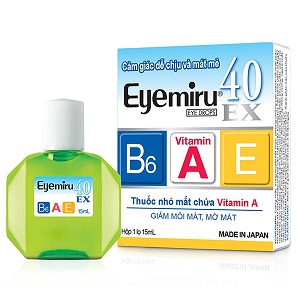 Cảm giác dễ chịu và mát mẻ
Eyemiru® 40
EYE DROPS
EX
B6
Vitamin
A
E
Thuốc nhỏ mắt chứa Vitamin A
GIẢM MỎI MẮT, MỜ MẮT
Hộp 1 lọ 15mL
MADE IN JAPAN
Eyemiru 40
EX
B6 A E
15mL